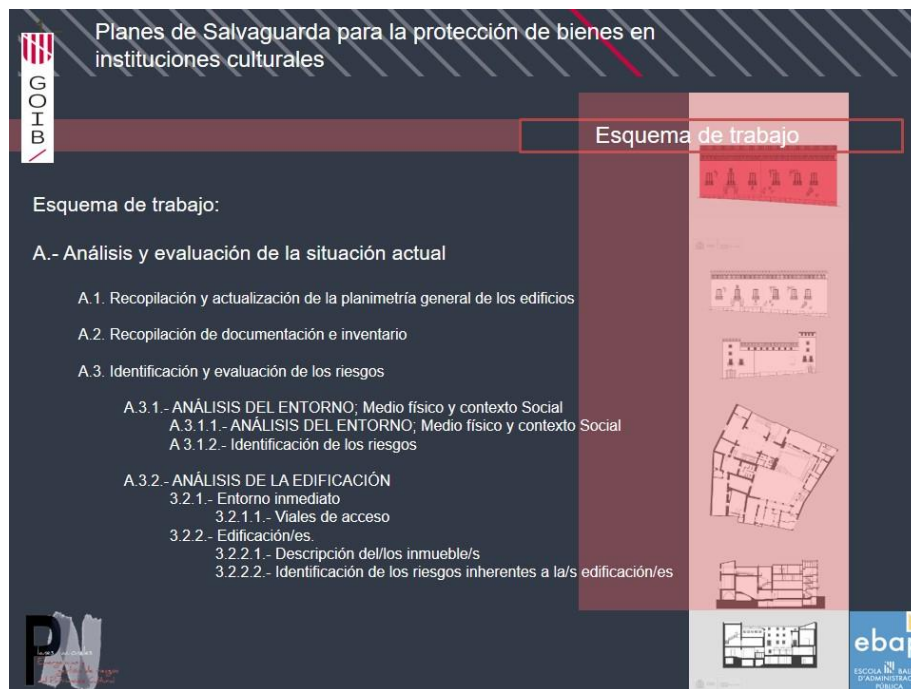 Planes de Salvaguarda para la protección de bienes en
instituciones culturales
GOIB
Esquema de trabajo
Esquema de trabajo:
A.- Análisis y evaluación de la situación actual
A.1. Recopilación y actualización de la planimetría general de los edificios
A.2. Recopilación de documentación e inventario
A.3. Identificación y evaluación de los riesgos
A.3.1.- ANÁLISIS DEL ENTORNO; Medio físico y contexto Social
A.3.1.1.- ANÁLISIS DEL ENTORNO; Medio físico y contexto Social
A 3.1.2.- Identificación de los riesgos
A.3.2.- ANÁLISIS DE LA EDIFICACIÓN
3.2.1.- Entorno inmediato
3.2.1.1.- Viales de acceso
3.2.2.- Edificación/es.
3.2.2.1.- Descripción del/los inmueble/s
3.2.2.2.- Identificación de los riesgos inherentes a la/s edificación/es
PN
ebap
ESCOLA BAL
D'ADMINISTRAC
PÚBLICA